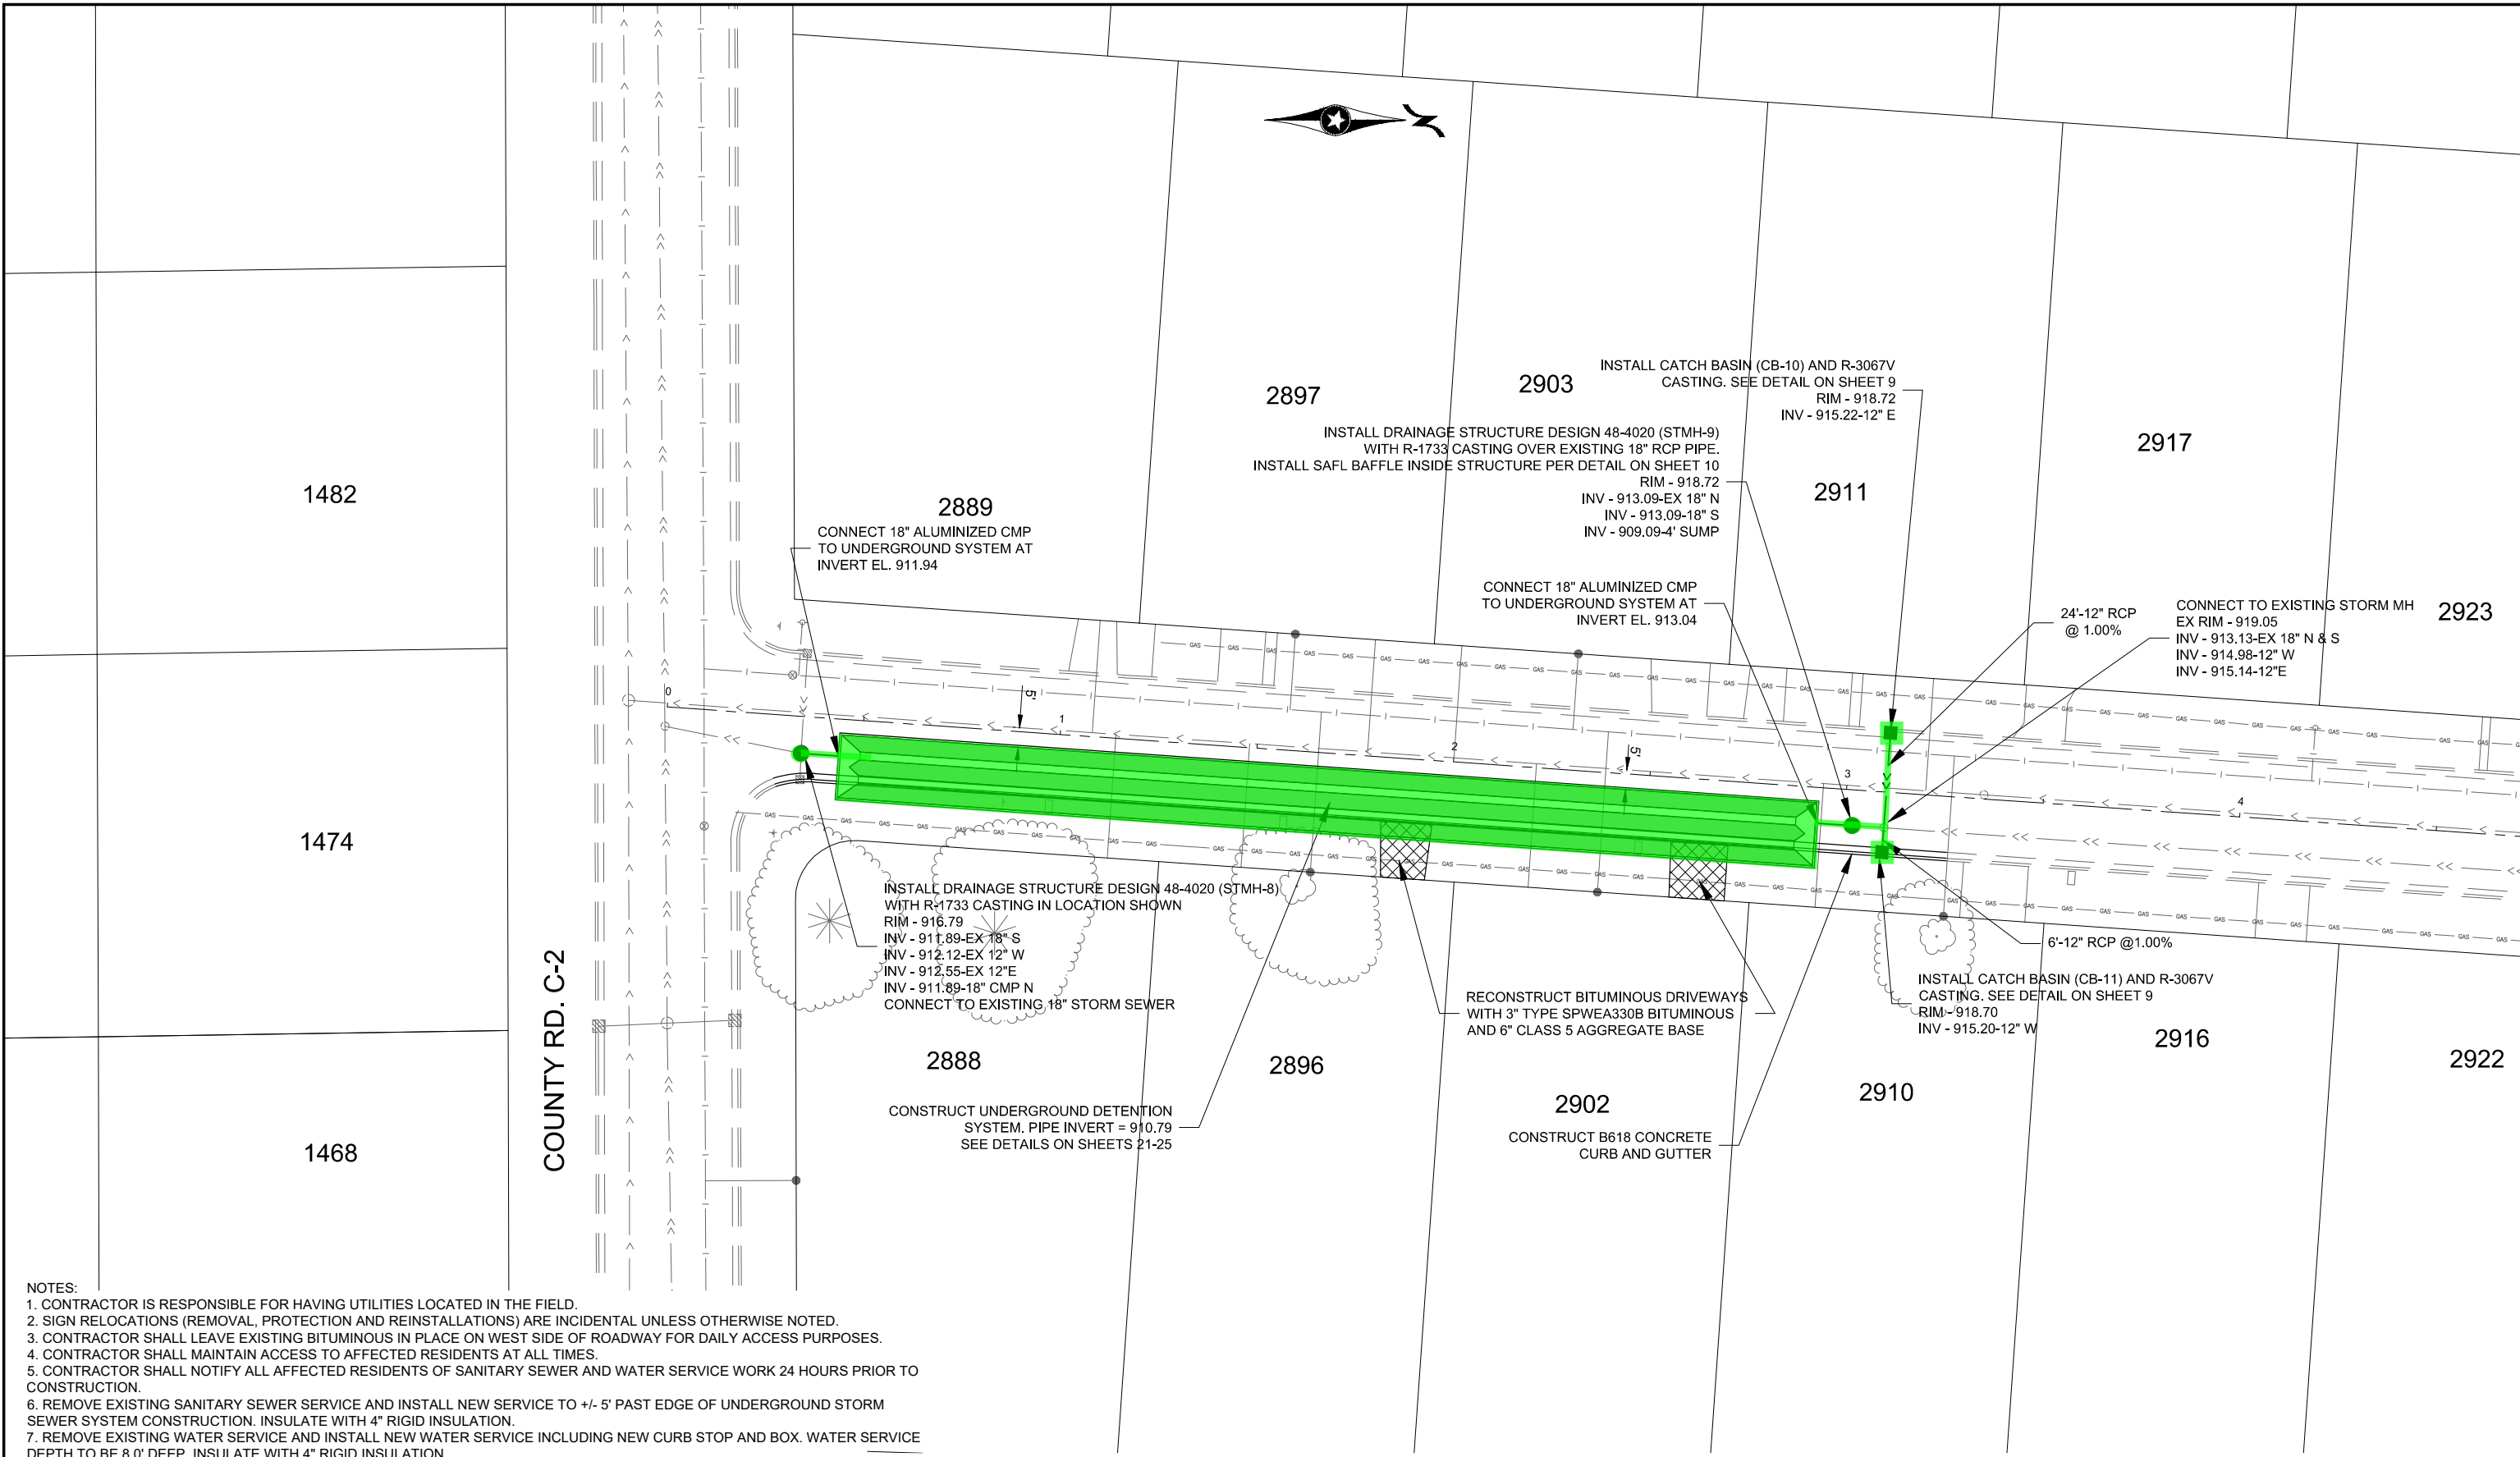 INSTALL CATCH BASIN (CB-10) AND R-3067V
CASTING. SEE DETAIL ON SHEET 9
RIM - 918.72
INV - 915.22-12" E
2897
2903
INSTALL DRAINAGE STRUCTURE DESIGN 48-4020 (STMH-9)
WITH R-1733 CASTING OVER EXISTING 18" RCP PIPE.
INSTALL SAFL BAFFLE INSIDE STRUCTURE PER DETAIL ON SHEET 10
RIM - 918.72
INV - 913.09-EX 18" N
INV - 913.09-18" S
INV - 909.09-4' SUMP
2917
2911
1482
2889
CONNECT 18" ALUMINIZED CMP
TO UNDERGROUND SYSTEM AT
INVERT EL. 911.94
CONNECT 18" ALUMINIZED CMP
TO UNDERGROUND SYSTEM AT
INVERT EL. 913.04
24'-12" RCP
@ 1.00%
CONNECT TO EXISTING STORM MH
EX RIM - 919.05
INV - 913.13-EX 18" N & S
INV - 914.98-12" W
INV - 915.14-12"E
2923
0
1
2
3
4
5'
5'
1474
INSTALL DRAINAGE STRUCTURE DESIGN 48-4020 (STMH-8)
WITH R-1733 CASTING IN LOCATION SHOWN
RIM - 916.79
INV - 911.89-EX 18" S
INV - 912.12-EX 12" W
INV - 912.55-EX 12"E
INV - 911.89-18" CMP N
CONNECT TO EXISTING 18" STORM SEWER
6'-12" RCP @1.00%
INSTALL CATCH BASIN (CB-11) AND R-3067V
CASTING. SEE DETAIL ON SHEET 9
RIM - 918.70
INV - 915.20-12" W
RECONSTRUCT BITUMINOUS DRIVEWAYS
WITH 3" TYPE SPWEA330B BITUMINOUS
AND 6" CLASS 5 AGGREGATE BASE
COUNTY RD. C-2
2888
2896
2902
2910
2916
2922
CONSTRUCT UNDERGROUND DETENTION
SYSTEM. PIPE INVERT = 910.79
SEE DETAILS ON SHEETS 21-25
CONSTRUCT B618 CONCRETE
CURB AND GUTTER
1468
NOTES:
1. CONTRACTOR IS RESPONSIBLE FOR HAVING UTILITIES LOCATED IN THE FIELD.
2. SIGN RELOCATIONS (REMOVAL, PROTECTION AND REINSTALLATIONS) ARE INCIDENTAL UNLESS OTHERWISE NOTED.
3. CONTRACTOR SHALL LEAVE EXISTING BITUMINOUS IN PLACE ON WEST SIDE OF ROADWAY FOR DAILY ACCESS PURPOSES.
4. CONTRACTOR SHALL MAINTAIN ACCESS TO AFFECTED RESIDENTS AT ALL TIMES.
5. CONTRACTOR SHALL NOTIFY ALL AFFECTED RESIDENTS OF SANITARY SEWER AND WATER SERVICE WORK 24 HOURS PRIOR TO
CONSTRUCTION.
6. REMOVE EXISTING SANITARY SEWER SERVICE AND INSTALL NEW SERVICE TO +/- 5' PAST EDGE OF UNDERGROUND STORM
SEWER SYSTEM CONSTRUCTION. INSULATE WITH 4" RIGID INSULATION.
7. REMOVE EXISTING WATER SERVICE AND INSTALL NEW WATER SERVICE INCLUDING NEW CURB STOP AND BOX. WATER SERVICE
DEPTH TO BE 8.0' DEEP. INSULATE WITH 4" RIGID INSULATION